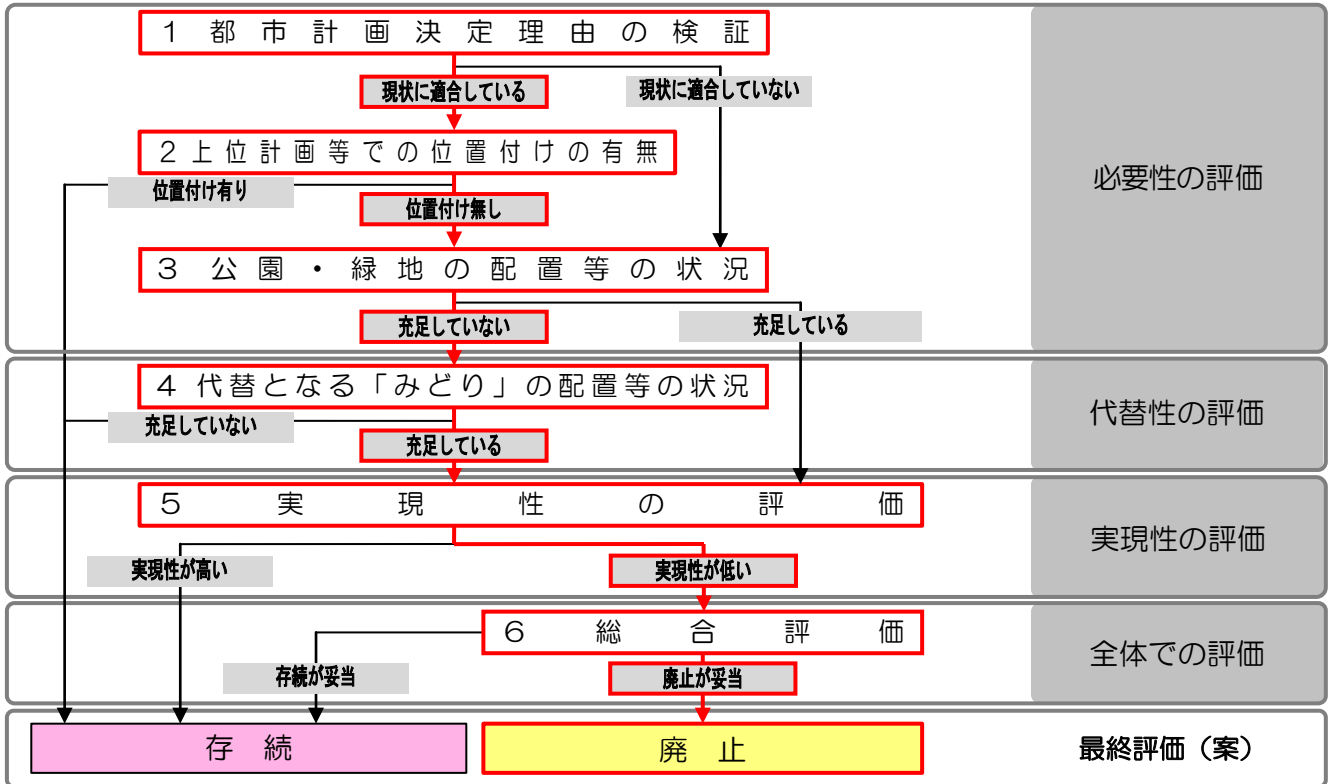 1 都市計画決定理由の検証
現状に適合している
現状に適合していない
2上位計画等での位置付けの有無
位置付け有り
位置付け無し
必要性の評価
3 公園・緑地の配置等の状況
充足していない
充足している
4 代替となる「みどり」の配置等の状況
充足していない
充足している
代替性の評価
5 実現性の評価
実現性が高い
実現性が低い
実現性の評価
6 総合評価
存続が妥当
廃止が妥当
全体での評価
存続
廃止
最終評価（案）